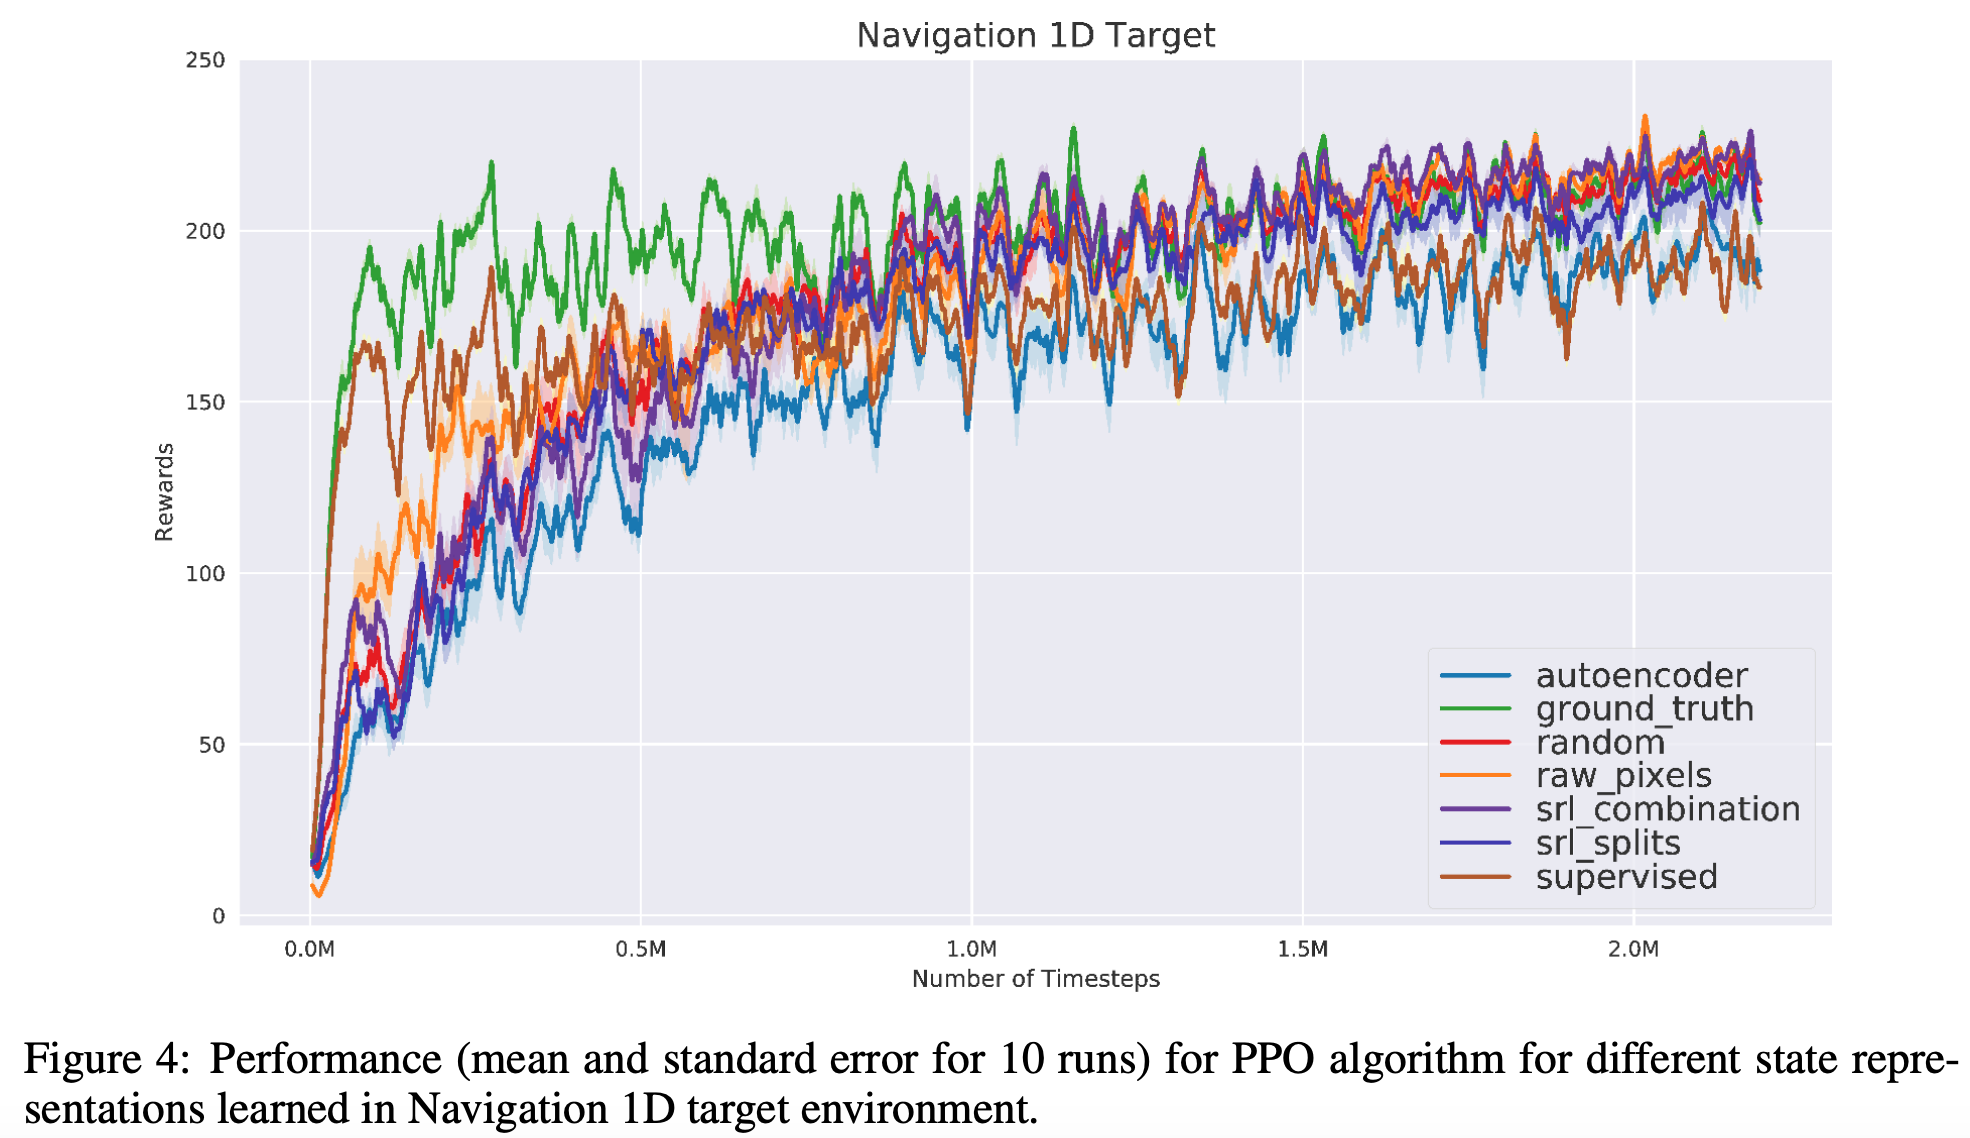 Navigation 1D Target
250
200
150
100
50
0
Rewards
0.0M 0.5M 1.0M 1.5M 2.0M
Number of Timesteps
autoencoder
ground_truth
random
raw_pixels
srl_combination
srl_splits
supervised
Figure 4: Performance (mean and standard error for 10 runs) for PPO algorithm for different state repre-
sentations learned in Navigation 1D target environment.